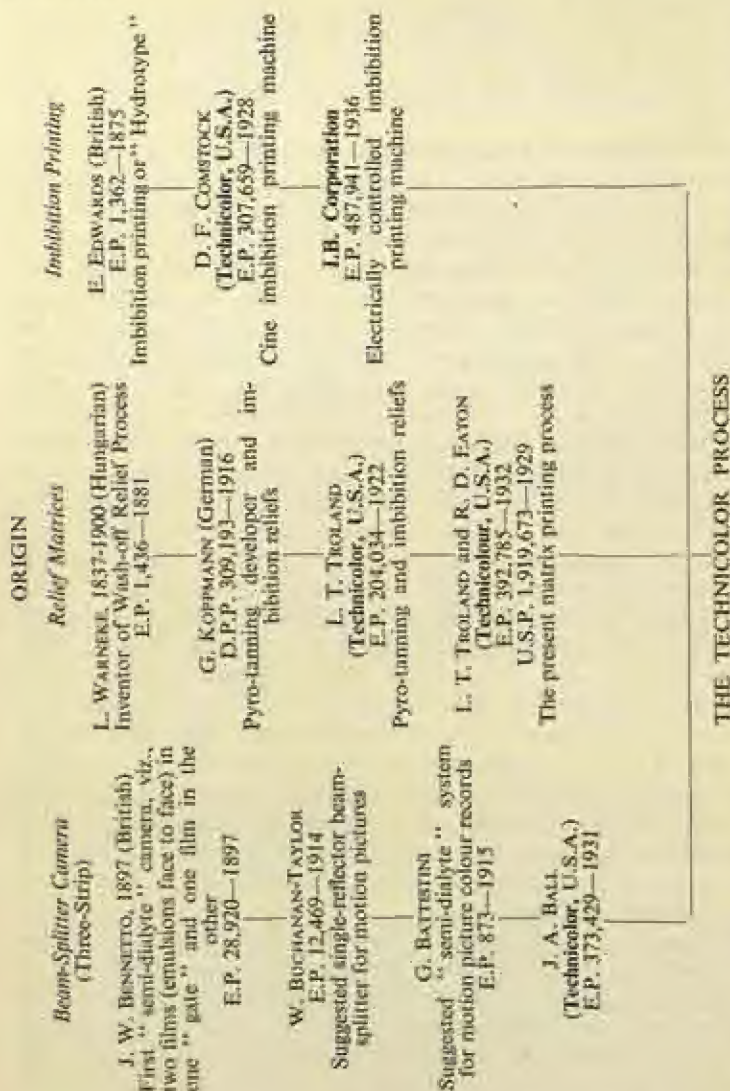 ORIGIN
Beam-Splitter Camera
(Three-Strip)
J. W. BENNETTO, 1897 (British)
First " semi-dialyte " camera, viz.,
two films (emulsions face to face) in
one " gate " and one film in the
other
E.P. 28,920—1897
W. BUCHANAN-TAYLOR
E.P. 12,469—1914
Suggested single-reflector beam-
splitter for motion pictures
G. BATTISTINI
Suggested " semi-dialyte " system
for motion picture colour records
E.P. 873—1915
J. A. BALL
(Technicolor, U.S.A.)
E.P. 373,429—1931
Relief Matrices
L. WARNEKE, 1837-1900 (Hungarian)
Inventor of Wash-off Relief Process
E.P. 1,436—1881
G. KOPPMANN (German)
D.P.P. 309,193—1916
Pyro-tanning developer and im-
bibition reliefs
L. T. TROLAND
(Technicolor, U.S.A.)
E.P. 204,034—1922
Pyro-tanning and imbibition reliefs
L. T. TROLAND and R. D. EATON
(Technicolour, U.S.A.)
E.P. 392,785—1932
U.S.P. 1,919,673—1929
The present matrix printing process
Imbibition Printing
E. EDWARDS (British)
E.P. 1,362—1875
Imbibition printing or " Hydrotype "
D. F. COMSTOCK
(Technicolor, U.S.A.)
E.P. 307,659—1928
Cine imbibition printing machine
I.B. Corporation
E.P. 487,941—1936
Electrically controlled imbibition
printing machine
THE TECHNICOLOR PROCESS